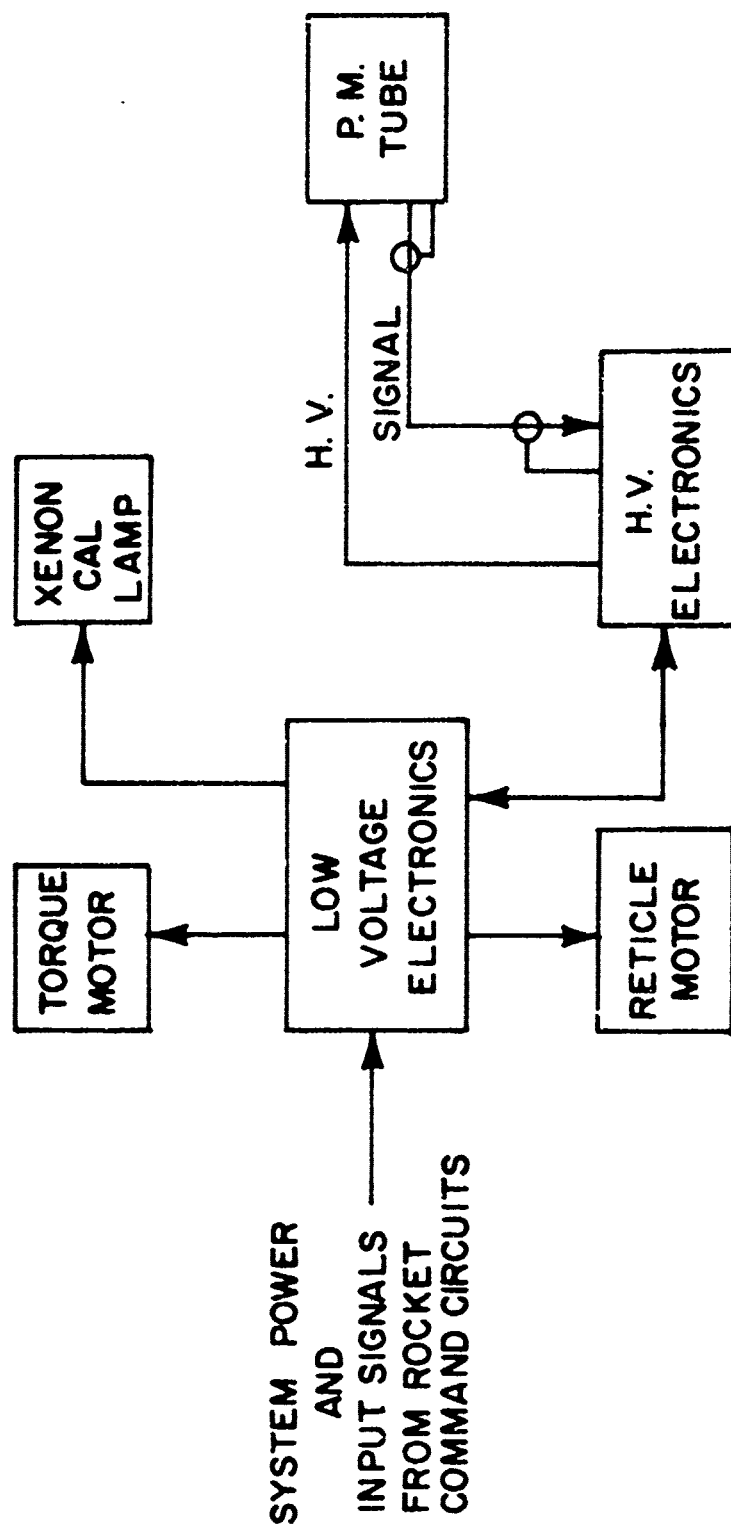 SYSTEM POWER
AND
INPUT SIGNALS
FROM ROCKET
COMMAND CIRCUITS
TORQUE
MOTOR
XENON
CAL
LAMP
LOW
VOLTAGE
ELECTRONICS
RETICLE
MOTOR
H.V.
SIGNAL
P. M.
TUBE
H.V.
ELECTRONICS